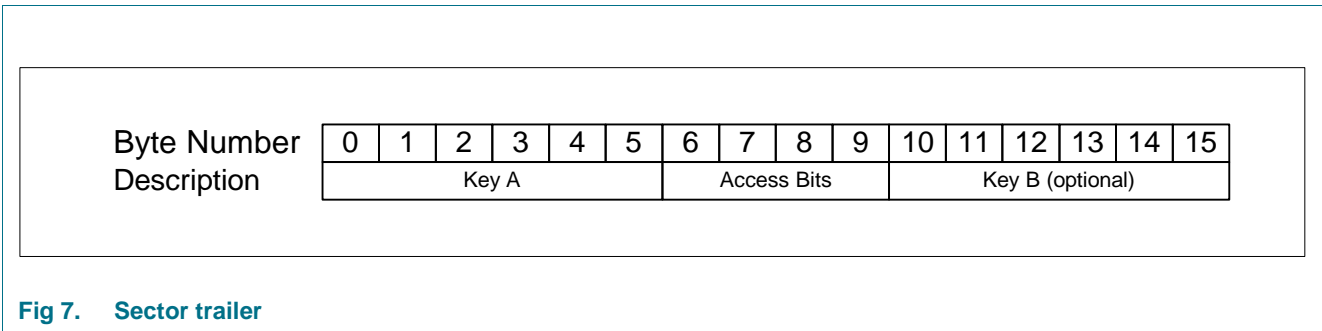 Byte Number 0 1 2 3 4 5 6 7 8 9 10 11 12 13 14 15
Description Key A Access Bits Key B (optional)
Fig 7. Sector trailer